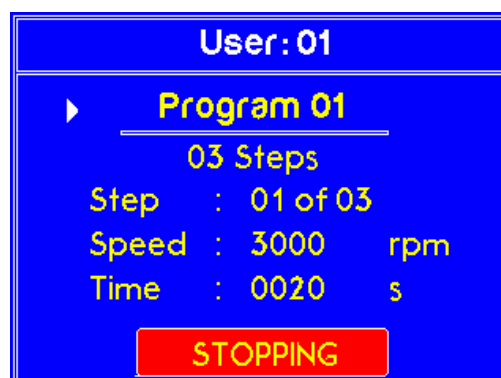 User:01
Program 01
03 Steps
Step : 01 of 03
Speed : 3000 rpm
Time : 0020 s
STOPPING